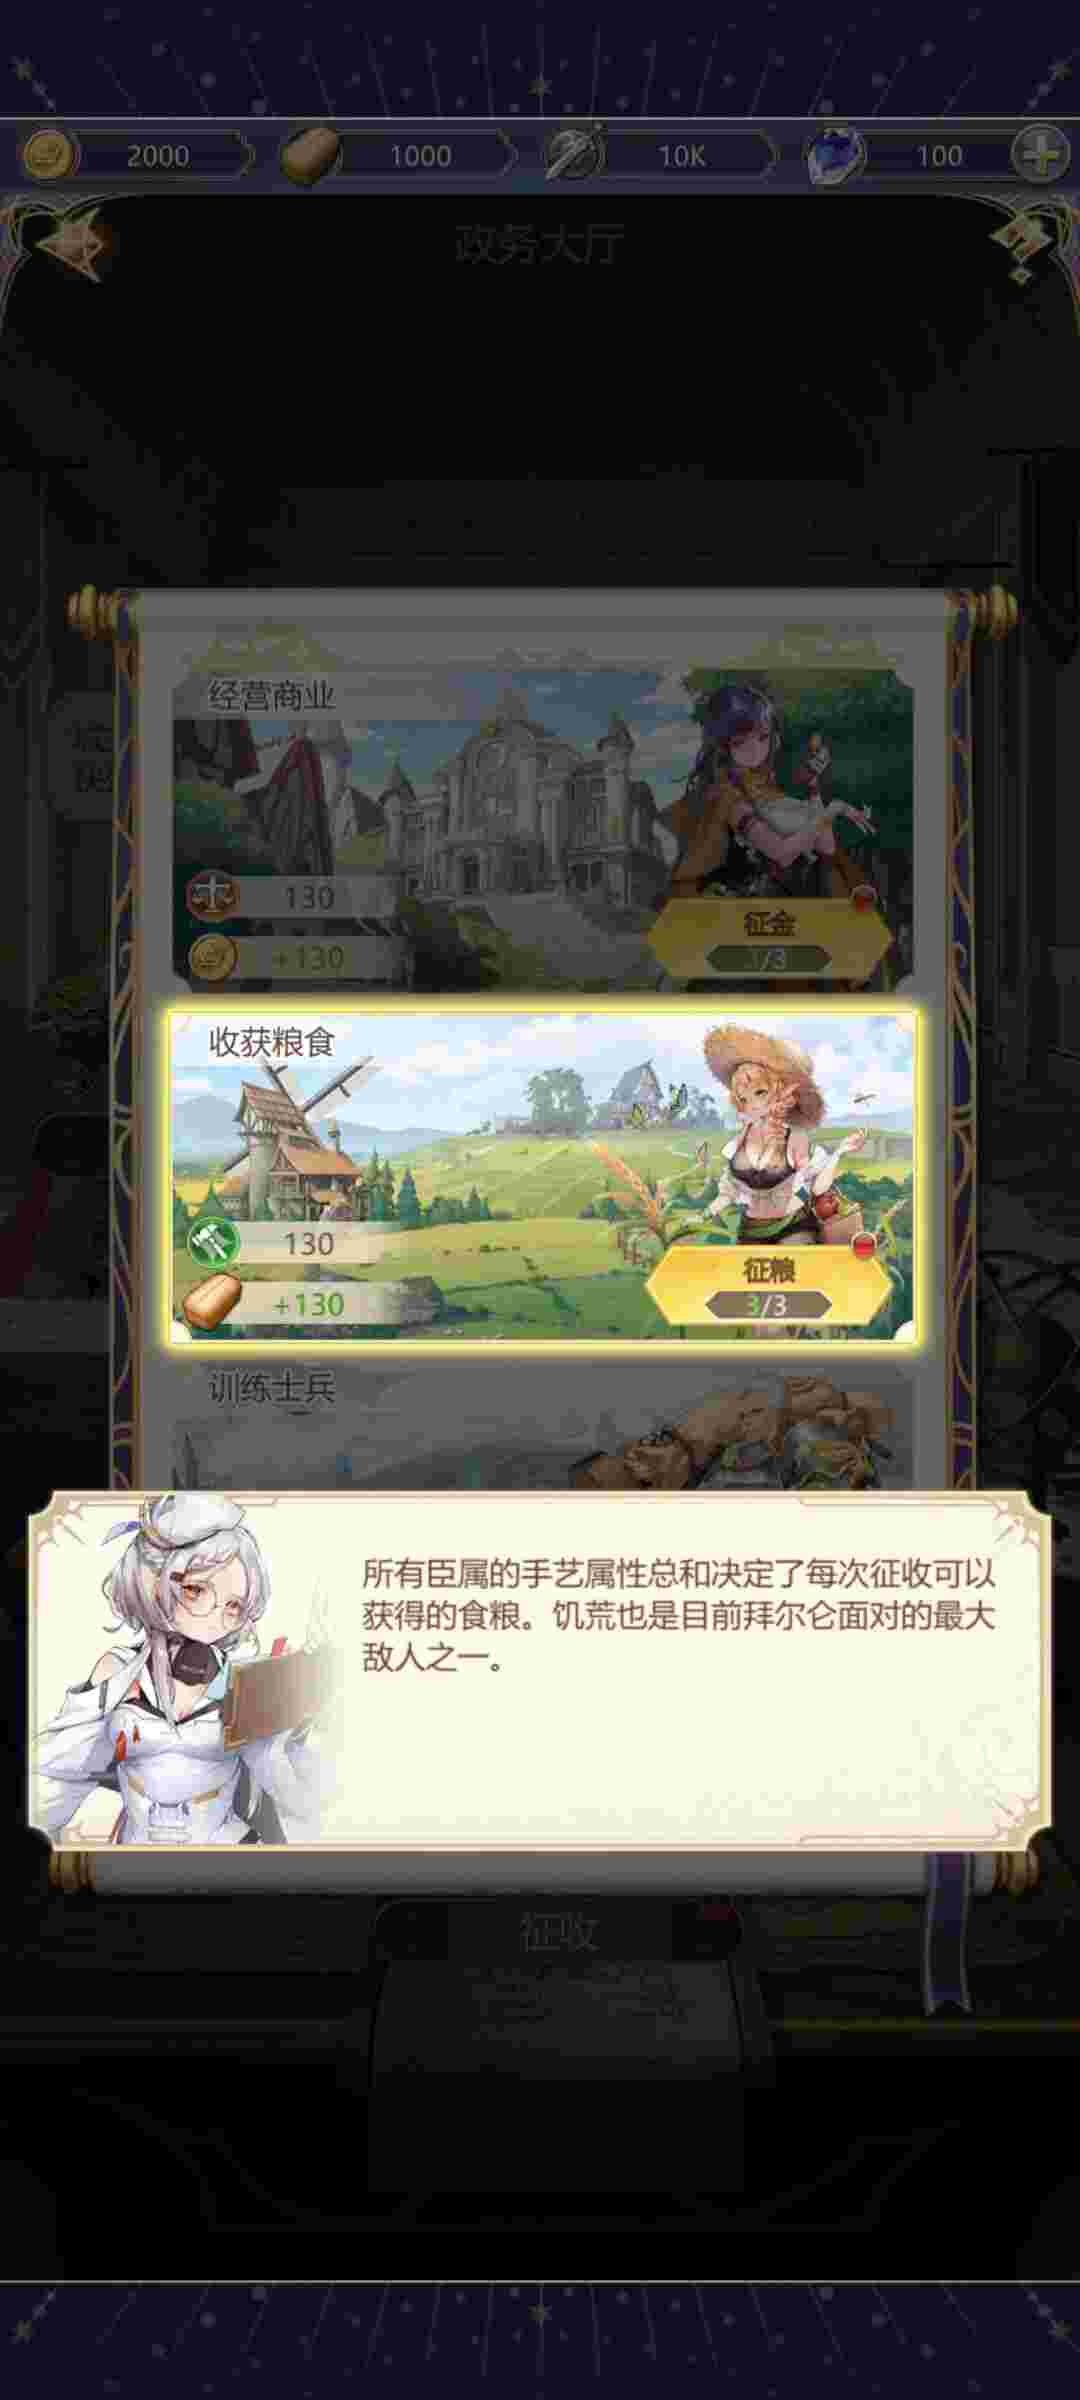 2000
1000
10K
100
政务大厅
经营商业
130
+130
征金
/3
收获粮食
130
+130
征粮
3/3
训练士兵
所有臣属的手艺属性总和决定了每次征收可以
获得的食粮。饥荒也是目前拜尔仑面对的最大
敌人之一。
征收